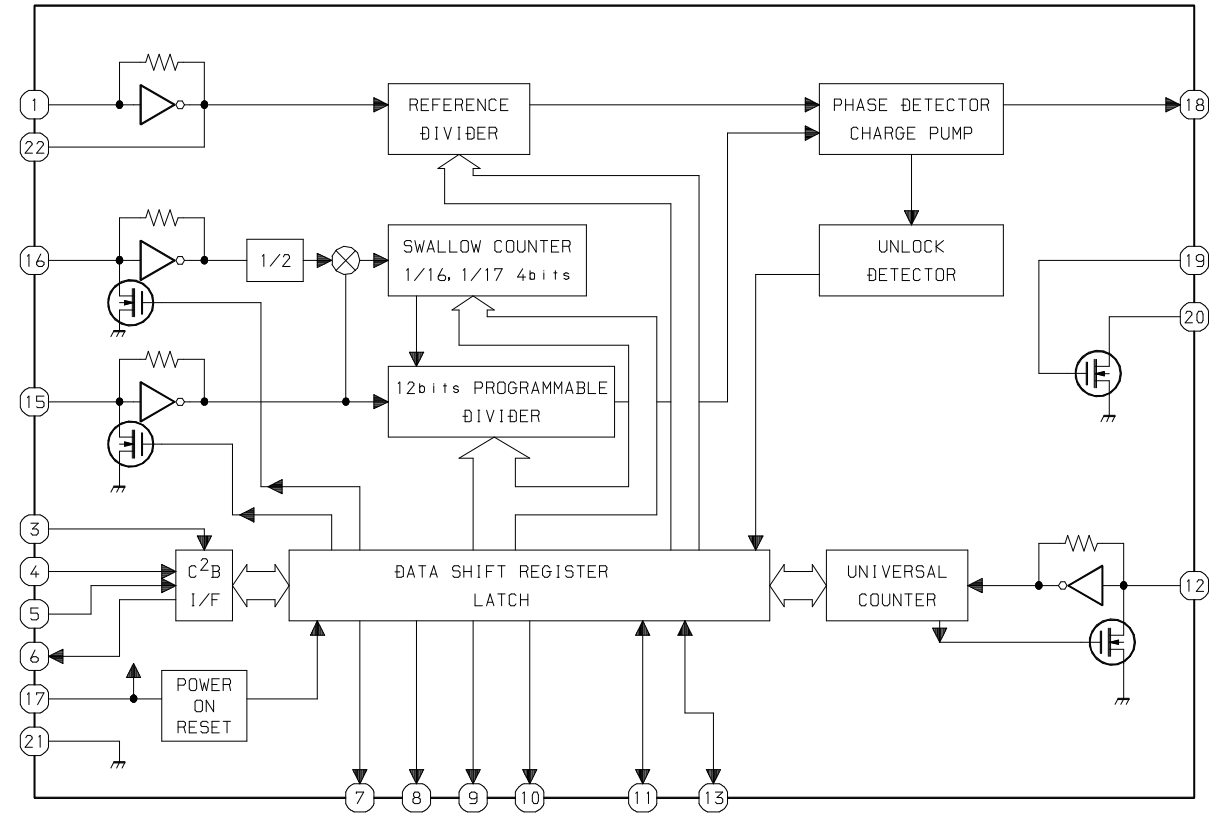 1
REFERENCE
DIVIDER
PHASE DETECTOR
CHARGE PUMP
18
22
16
1/2
SWALLOW COUNTER
1/16, 1/17 4bits
UNLOCK
DETECTOR
19
20
15
12bits PROGRAMMABLE
DIVIDER
3
4
5
6
C²B
I/F
DATA SHIFT REGISTER
LATCH
UNIVERSAL
COUNTER
12
17
POWER
ON
RESET
21
7
8
9
10
11
13